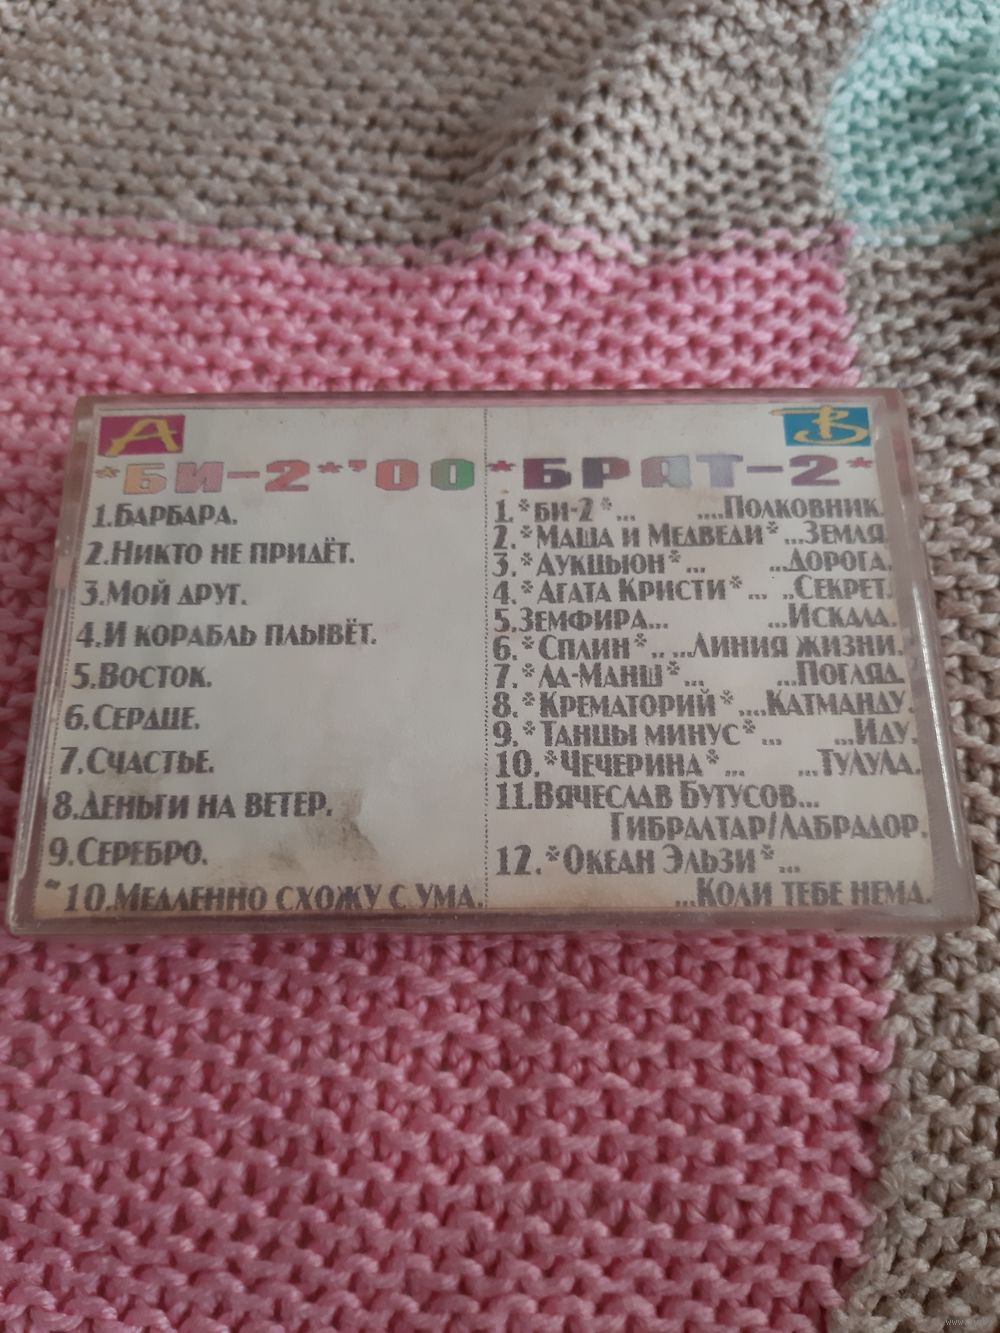 A
*БИ-2*'00
1.БАРБАРА.
2.НИКТО НЕ ПРИДЁТ.
3.МОЙ ДРУГ.
4.И КОРАБЛЬ ПЛЫВЁТ.
5.ВОСТОК.
6.СЕРДЦЕ.
7.СЧАСТЬЕ.
8.ДЕНЬГИ НА ВЕТЕР.
9.СЕРЕБРО.
10.МЕДЛЕННО СХОЖУ С УМА.
B
*БРАТ-2*
1.*БИ-2*... ....ПОЛКОВНИК.
2.*МАША И МЕДВЕДИ*...ЗЕМЛЯ.
3.*АУКЦЫОН*... ...ДОРОГА.
4.*АГАТА КРИСТИ*... ..СЕКРЕТ.
5.ЗЕМФИРА... ...ИСКАЛА.
6.*СПЛИН*.. ...ЛИНИЯ ЖИЗНИ.
7.*ЛА-МАНШ*... ...ПОГЛЯД.
8.*КРЕМАТОРИЙ*....КАТМАНДУ.
9.*ТАНЦЫ МИНУС*... ...ИДУ.
10.*ЧЕЧЕРИНА*... ...ТУЛУЛА.
11.ВЯЧЕСЛАВ БУТУСОВ...
ГИБРАЛТАР/ЛАБРАДОР.
12.*ОКЕАН ЭЛЬЗИ*...
...КОЛИ ТЕБЕ НЕМА.